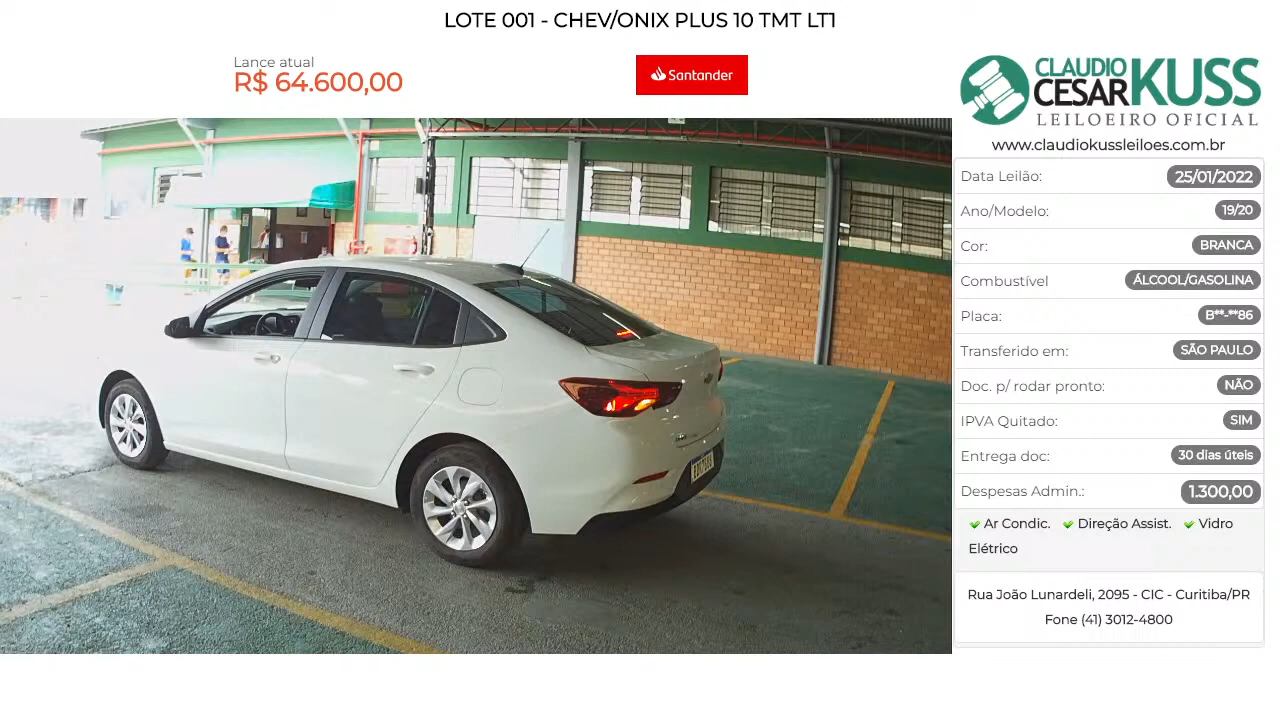 LOTE 001 - CHEV/ONIX PLUS 10 TMT LT1
Lance atual
R$ 64.600,00
Santander
CLAUDIO
CESAR KUSS
LEILOEIRO OFICIAL
www.claudiokussleiloes.com.br
Data Leilão: 25/01/2022
Ano/Modelo: 19/20
Cor: BRANCA
Combustível ÁLCOOL/GASOLINA
Placa: B**-**86
Transferido em: SÃO PAULO
Doc. p/ rodar pronto: NÃO
IPVA Quitado: SIM
Entrega doc: 30 dias úteis
Despesas Admin.: 1.300,00
Ar Condic. Direção Assist. Vidro
Elétrico
Rua João Lunardeli, 2095 - CIC - Curitiba/PR
Fone (41) 3012-4800